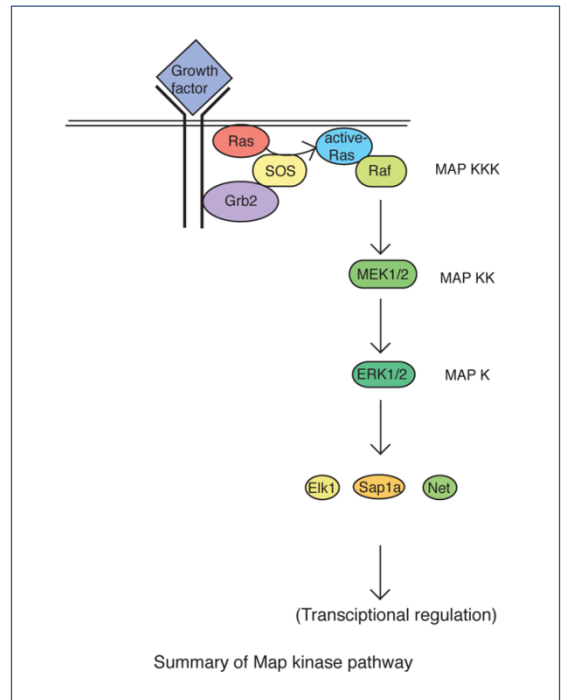 Growth
factor
Ras
active-
Ras
SOS
Raf
MAP KKK
Grb2
MEK1/2
MAP KK
ERK1/2
MAP K
Elk1
Sap1a
Net
(Transciptional regulation)
Summary of Map kinase pathway